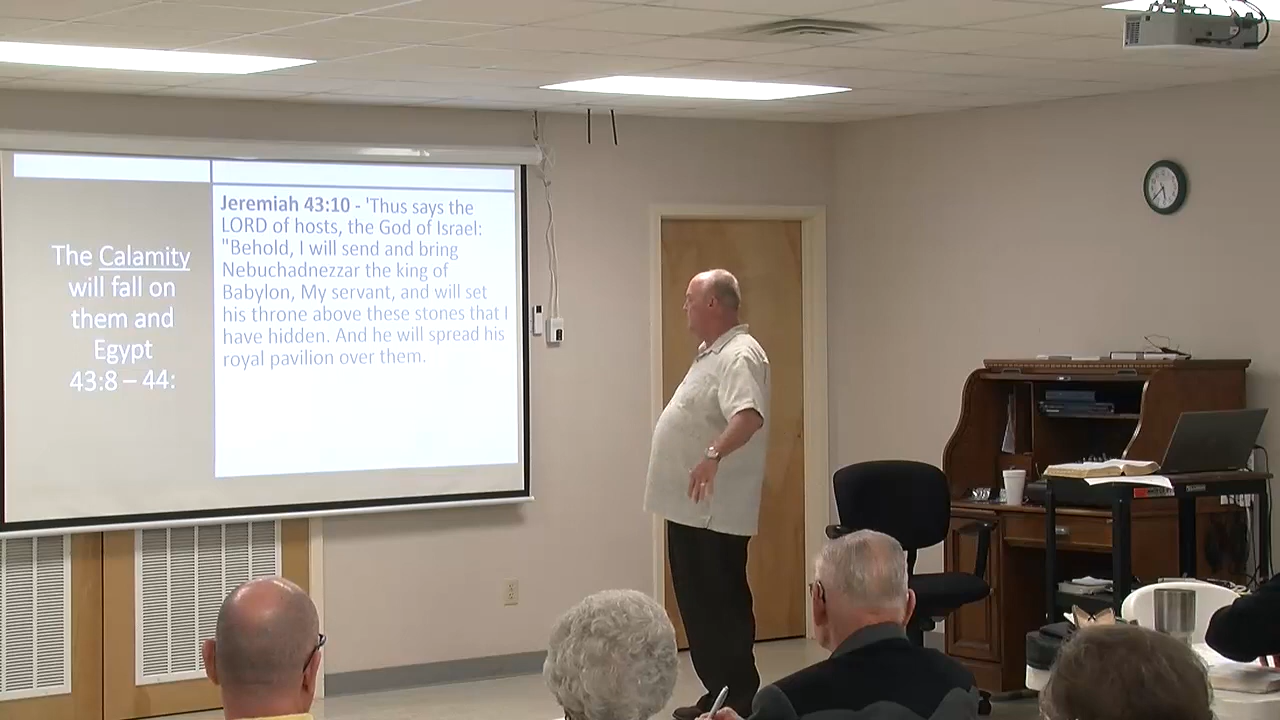 The Calamity
will fall on
them and
Egypt
43:8 – 44:
Jeremiah 43:10 - 'Thus says the
LORD of hosts, the God of Israel:
"Behold, I will send and bring
Nebuchadnezzar the king of
Babylon, My servant, and will set
his throne above these stones that I
have hidden. And he will spread his
royal pavilion over them.